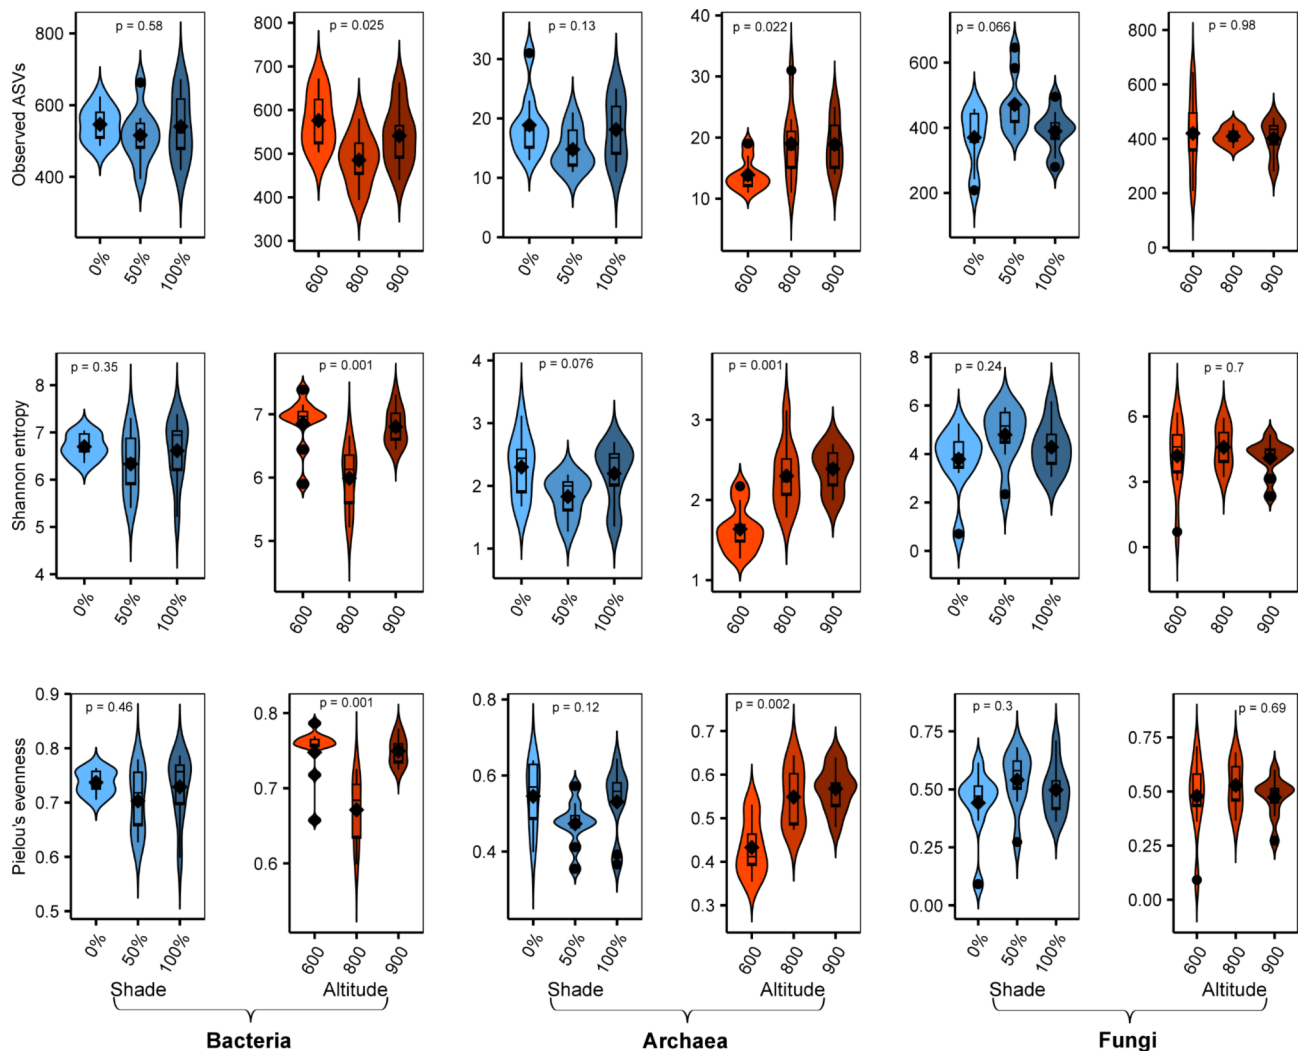 p = 0.58
p = 0.025
p = 0.13
p = 0.022
p = 0.066
p = 0.98
Observed ASVs
800
600
400
800
700
600
500
400
300
30
20
10
0
40
30
20
10
600
400
200
800
600
400
200
0
0% 50% 100%
600 800 900
0% 50% 100%
600 800 900
0% 50% 100%
600 800 900
p = 0.35
p = 0.001
p = 0.076
p = 0.001
p = 0.24
p = 0.7
Shannon entropy
8
7
6
5
4
7
6
5
4
3
2
1
3
2
1
8
6
4
2
0
6
3
0
0% 50% 100%
600 800 900
0% 50% 100%
600 800 900
0% 50% 100%
600 800 900
p = 0.46
p = 0.001
p = 0.12
p = 0.002
p = 0.3
p = 0.69
Pielou's evenness
0.9
0.8
0.7
0.6
0.5
0.8
0.7
0.6
0.8
0.6
0.4
0.7
0.6
0.5
0.4
0.3
0.75
0.50
0.25
0.00
0.75
0.50
0.25
0.00
0% 50% 100%
600 800 900
0% 50% 100%
600 800 900
0% 50% 100%
600 800 900
Shade Altitude Shade Altitude Shade Altitude
Bacteria Archaea Fungi